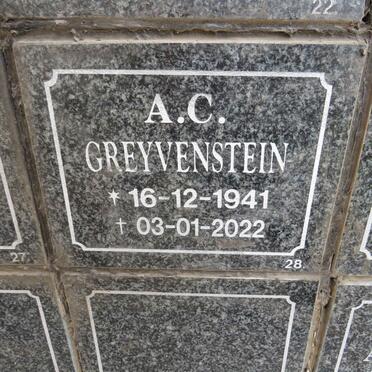 22
A.C.
GREYVENSTEIN
* 16-12-1941
† 03-01-2022
27
28